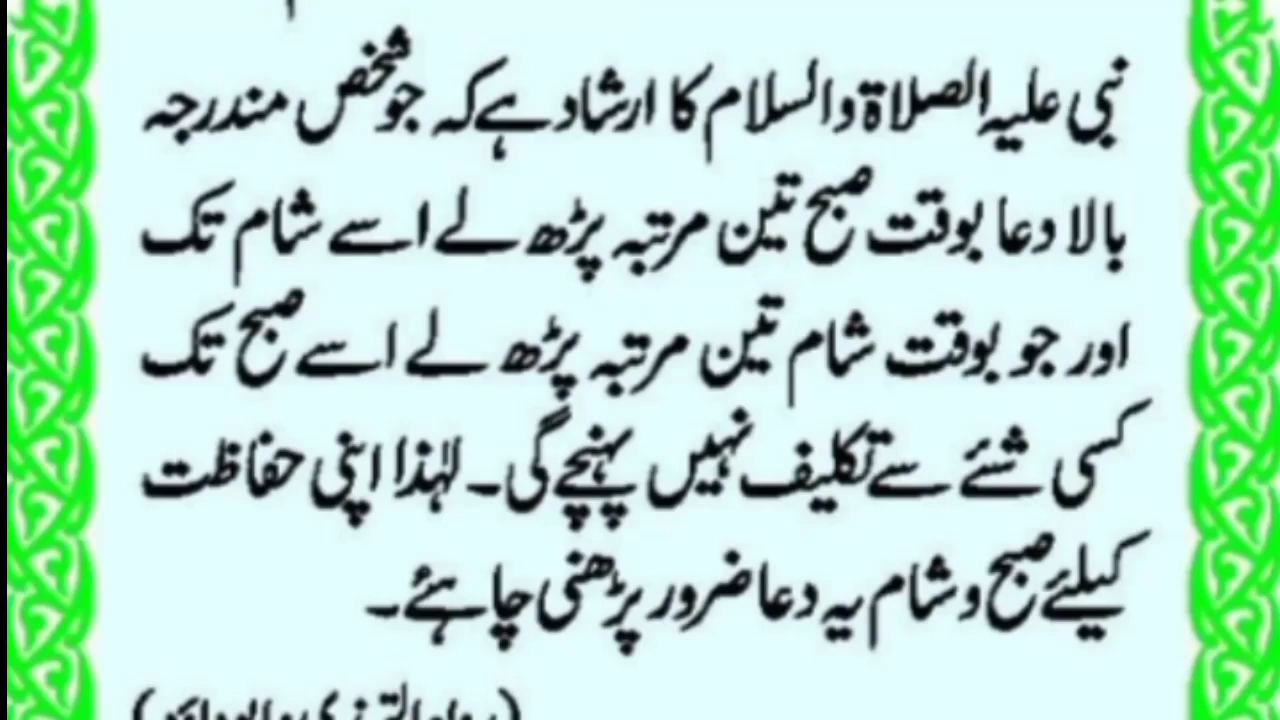 نبی علیہ الصلاۃ والسلام کا ارشاد ہے کہ جو شخص مندرجہ
بالا دعا بوقت صبح تین مرتبہ پڑھ لے اسے شام تک
اور جو بوقت شام تین مرتبہ پڑھ لے اسے صبح تک
کسی شئے سے تکلیف نہیں پہنچے گی۔ لہٰذا اپنی حفاظت
کیلئے صبح و شام یہ دعا ضرور پڑھنی چاہئے۔